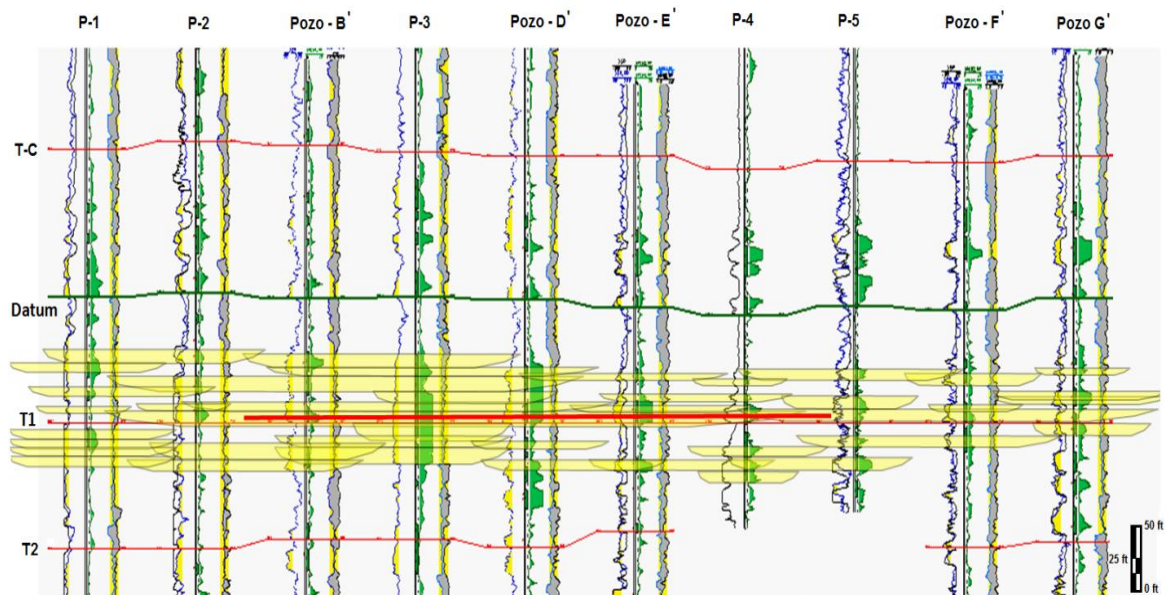 P-1 P-2 Pozo - B' P-3 Pozo - D' Pozo - E' P-4 P-5 Pozo - F' Pozo G'
T-C
Datum
T1
T2
50 ft
25 ft
0 ft